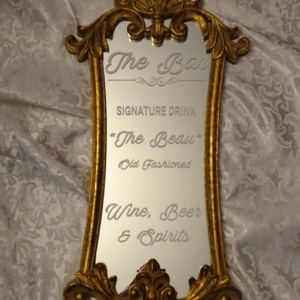 The Bar
SIGNATURE DRINK
"The Beau"
Old Fashioned
Wine, Beer
& Spirits